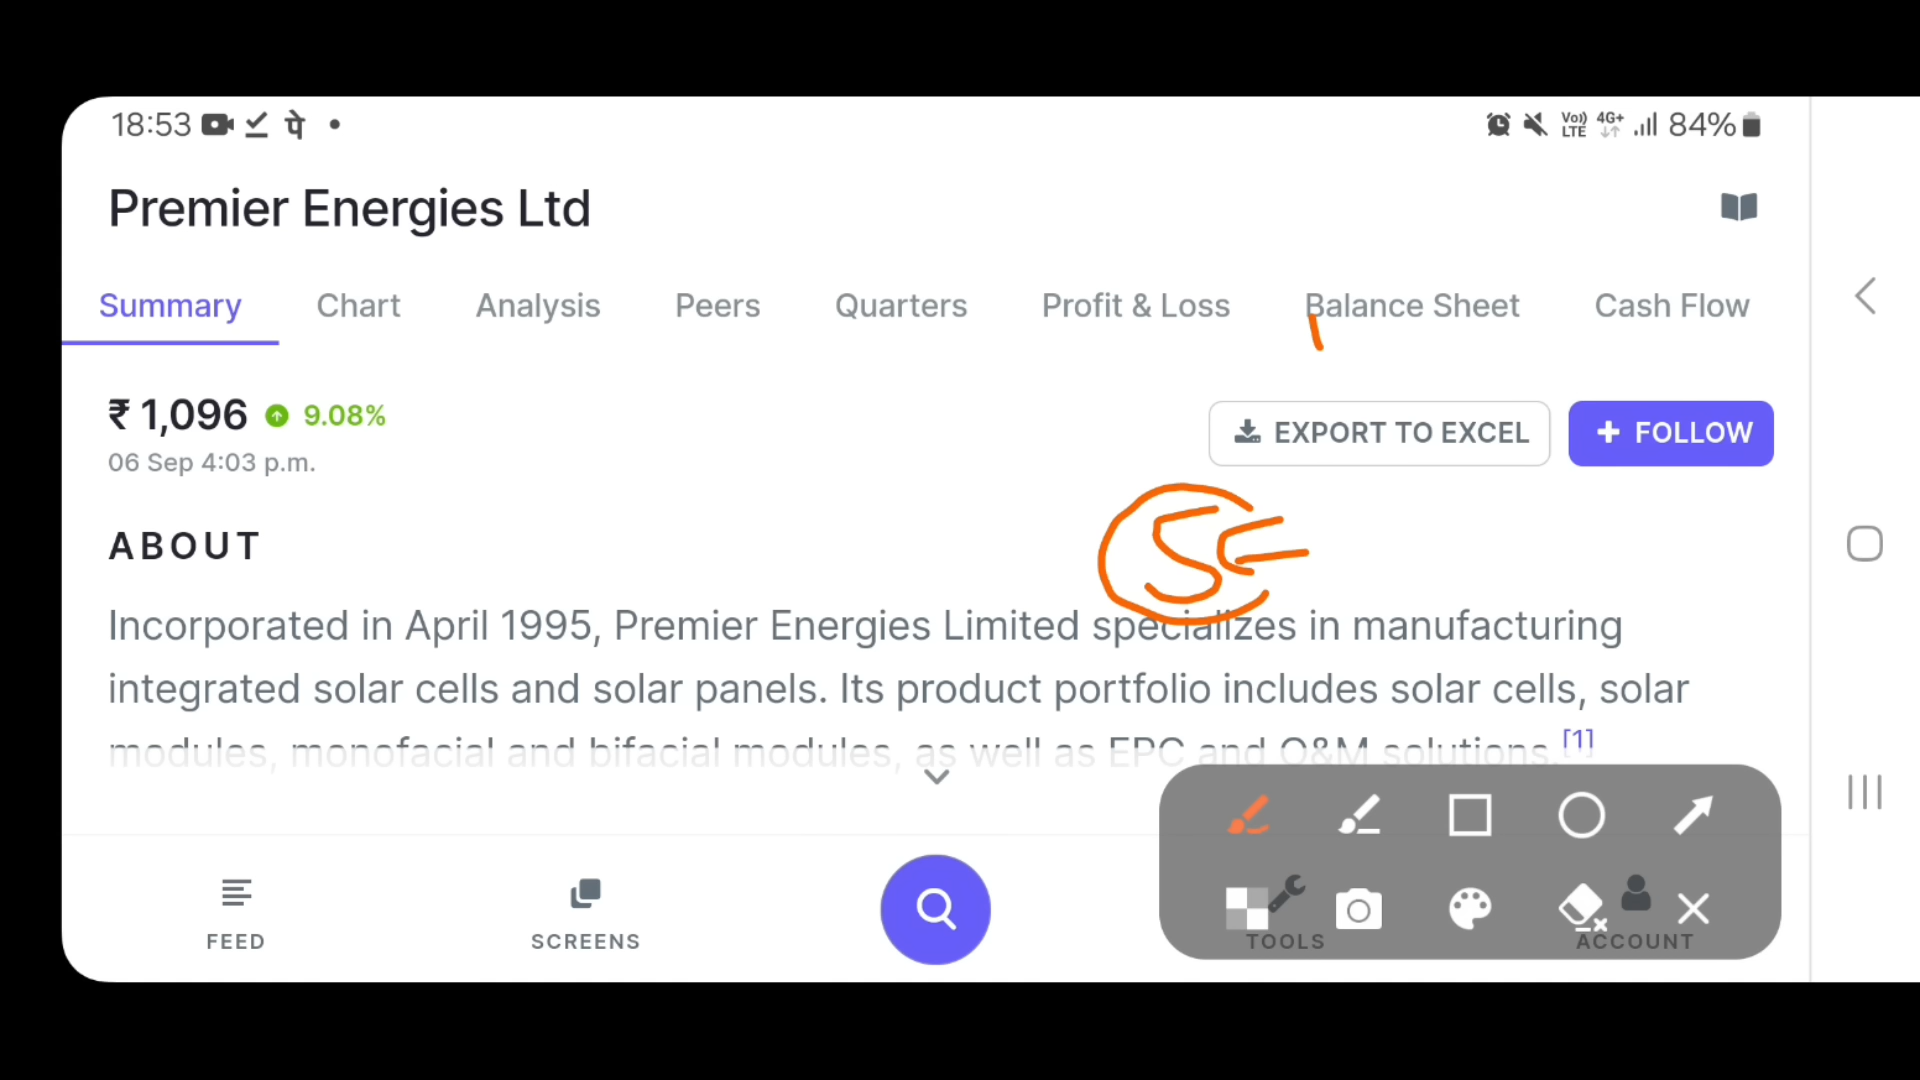 18:53 पे Vo)) LTE 4G+ 84%
Premier Energies Ltd
Summary Chart Analysis Peers Quarters Profit & Loss Balance Sheet Cash Flow
₹ 1,096 9.08%
06 Sep 4:03 p.m.
EXPORT TO EXCEL + FOLLOW
ABOUT
Incorporated in April 1995, Premier Energies Limited specializes in manufacturing
integrated solar cells and solar panels. Its product portfolio includes solar cells, solar
modules, monofacial and bifacial modules, as well as EPC and O&M solutions.[1]
FEED SCREENS TOOLS ACCOUNT